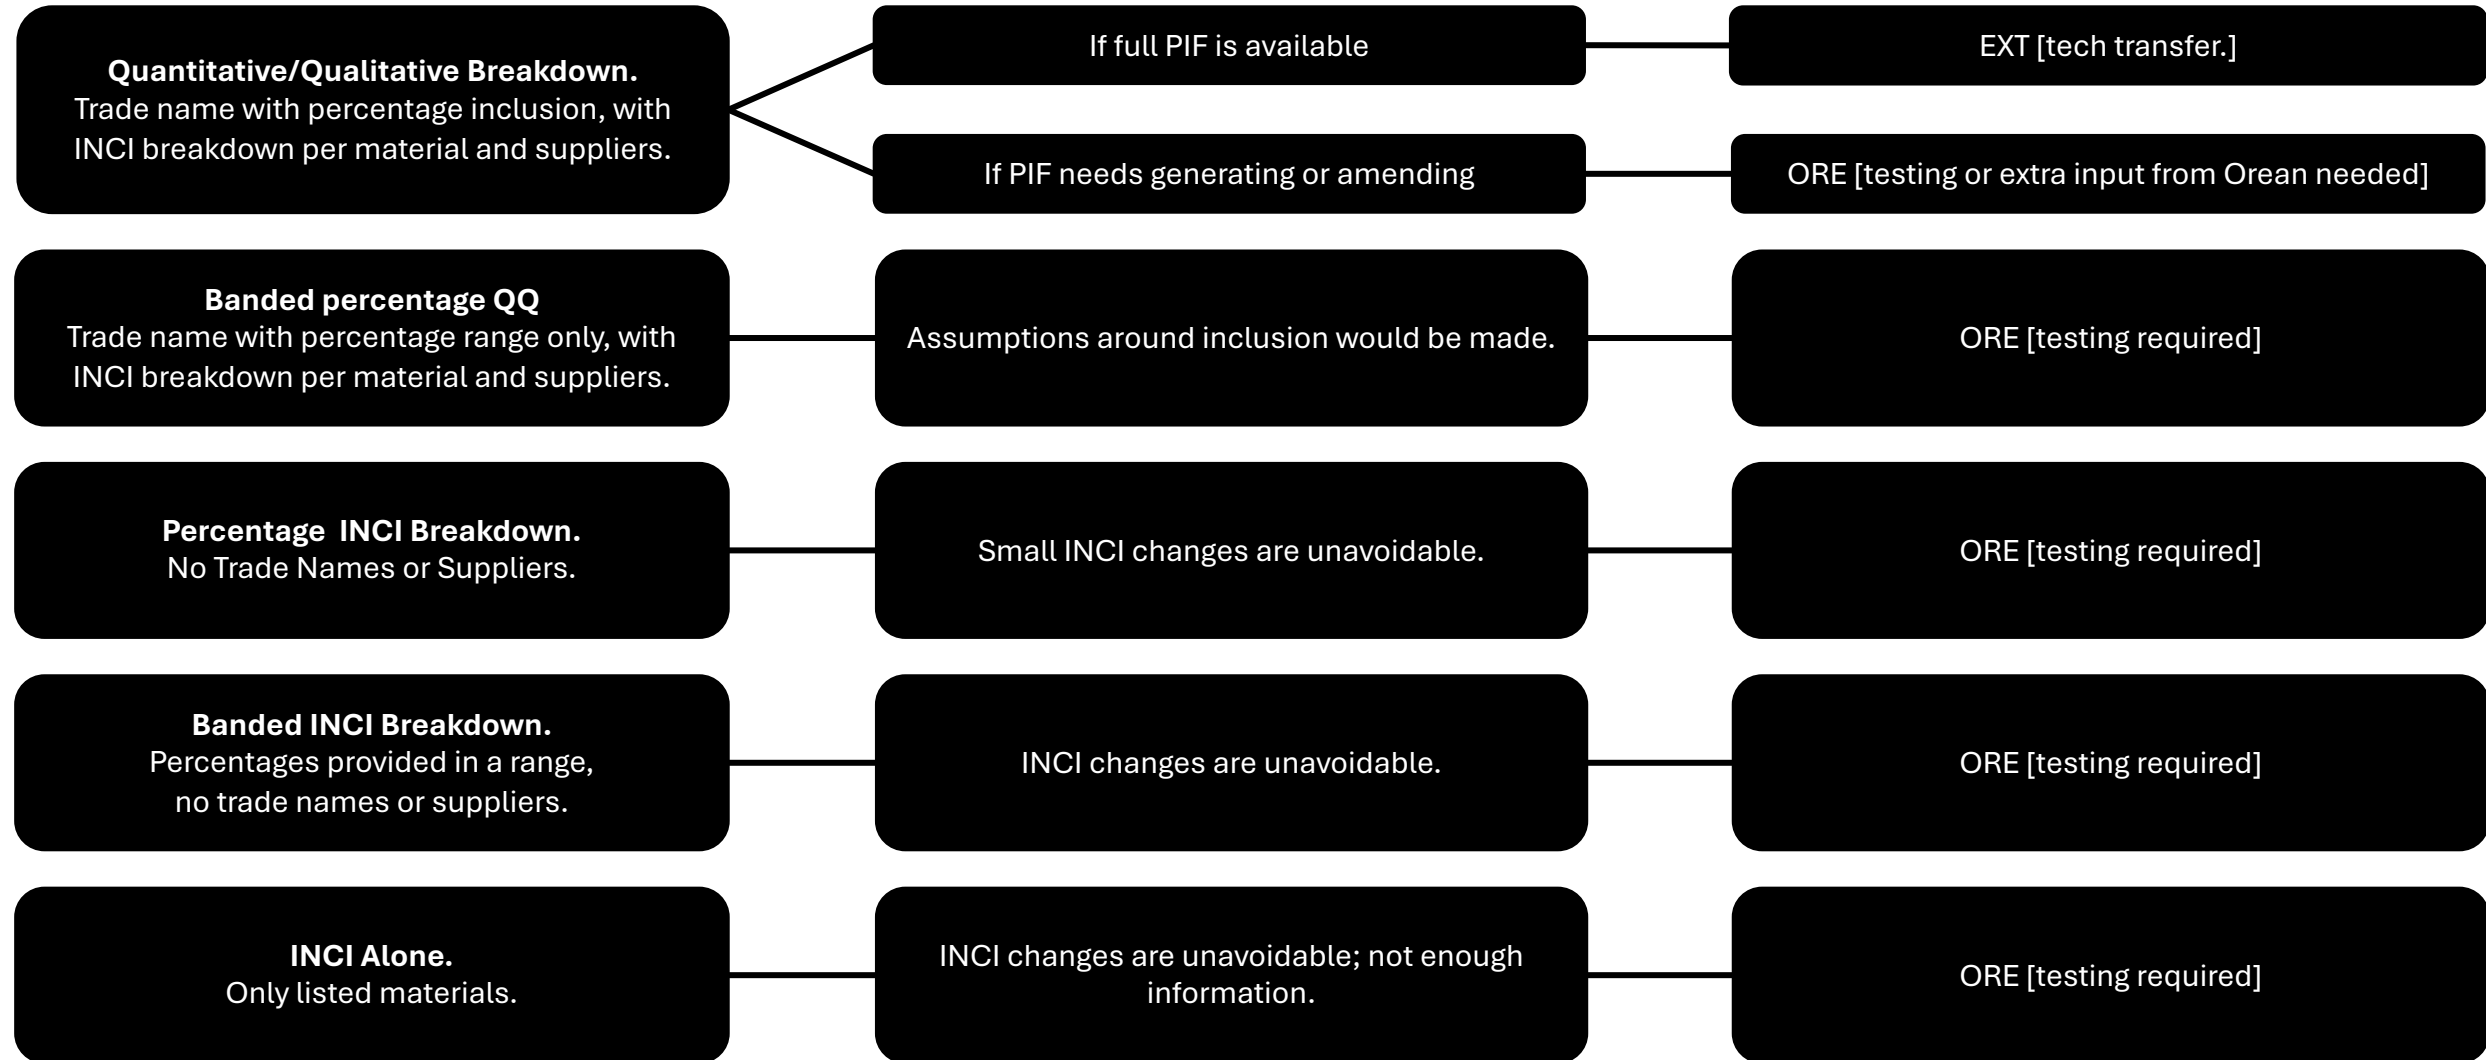 Quantitative/Qualitative Breakdown.
Trade name with percentage inclusion, with
INCI breakdown per material and suppliers.
If full PIF is available
EXT [tech transfer.]
If PIF needs generating or amending
ORE [testing or extra input from Orean needed]
Banded percentage QQ
Trade name with percentage range only, with
INCI breakdown per material and suppliers.
Assumptions around inclusion would be made.
ORE [testing required]
Percentage  INCI Breakdown.
No Trade Names or Suppliers.
Small INCI changes are unavoidable.
ORE [testing required]
Banded INCI Breakdown.
Percentages provided in a range,
no trade names or suppliers.
INCI changes are unavoidable.
ORE [testing required]
INCI Alone.
Only listed materials.
INCI changes are unavoidable; not enough
information.
ORE [testing required]